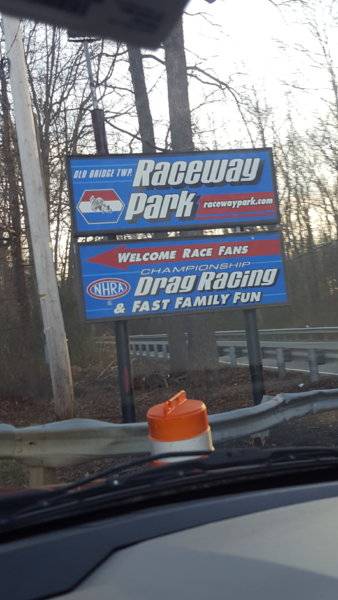 OLD BRIDGE TWP. Raceway
Park racewaypark.com
WELCOME RACE FANS
CHAMPIONSHIP
NHRA Drag Racing
& FAST FAMILY FUN